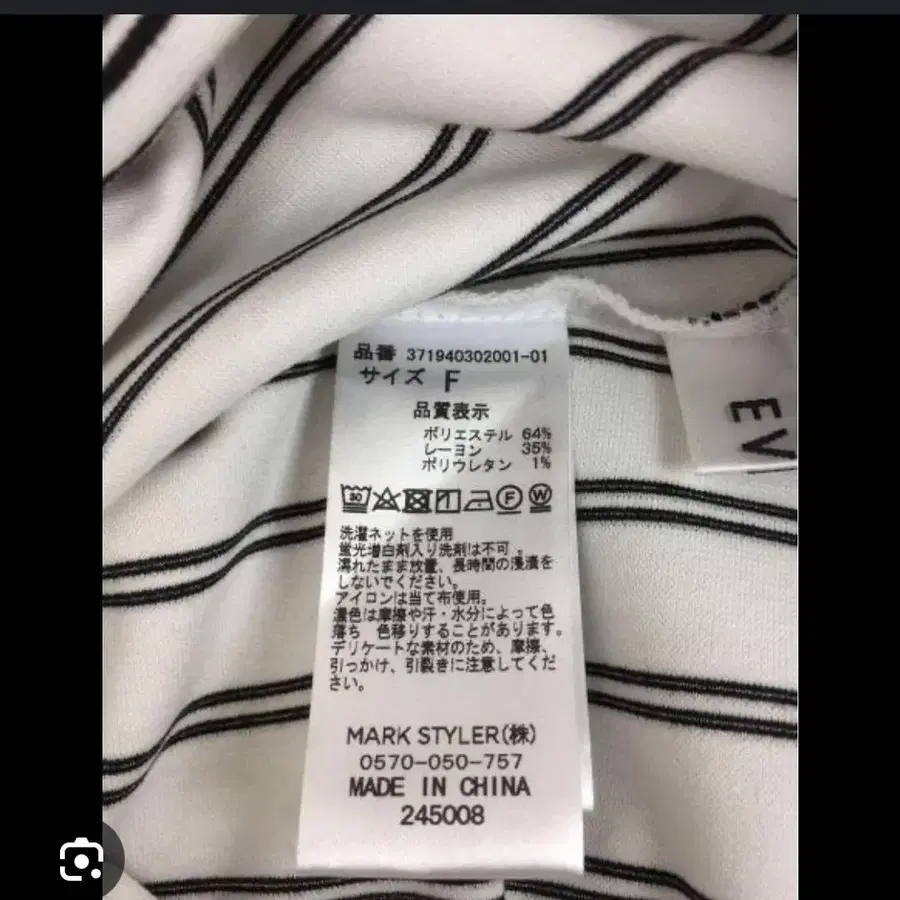 品番 371940302001-01
サイズ F
品質表示
ポリエステル 64%
レーヨン 35%
ポリウレタン 1%
30
F
W
洗濯ネットを使用
蛍光増白剤入り洗剤は不可。
濡れたまま放置、長時間の浸漬を
しないでください。
アイロンは当て布使用。
濃色は摩擦や汗・水分によって色
落ち 色移りすることがあります。
デリケートな素材のため、摩擦、
引っかけ、引裂きに注意してくだ
さい。
MARK STYLER(株)
0570-050-757
MADE IN CHINA
245008
EV